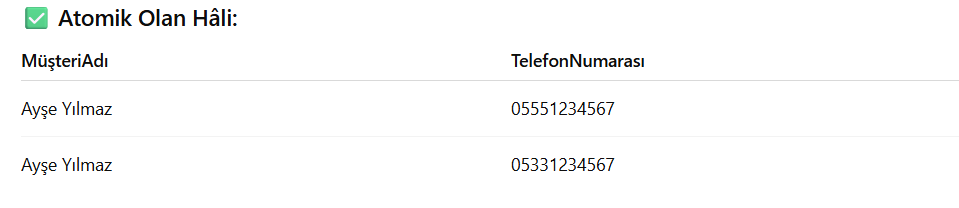 ✅ Atomik Olan Hâli:
MüşteriAdı TelefonNumarası
Ayşe Yılmaz 05551234567
Ayşe Yılmaz 05331234567